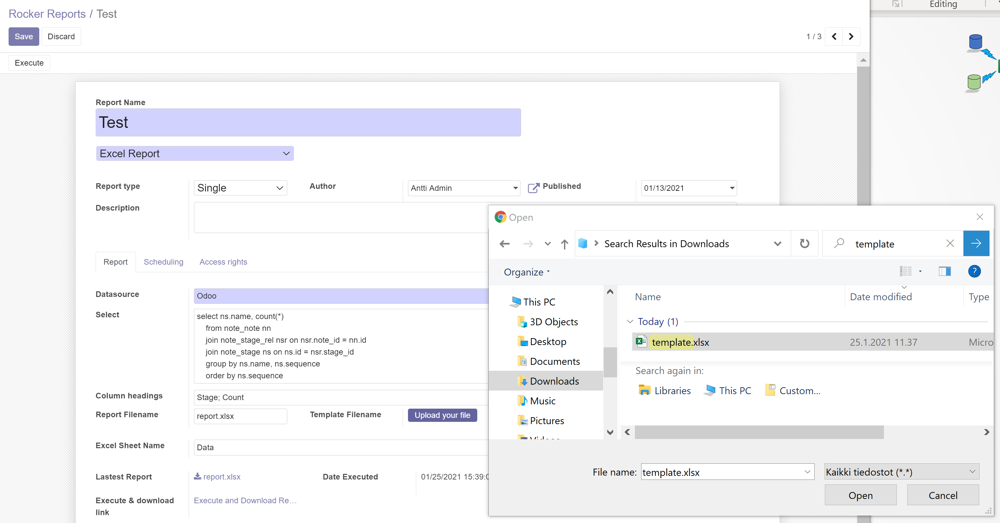 Rocker Reports / Test
Editing
Save Discard
1 / 3
Execute
Report Name
Test
Excel Report
Report type Single Author Antti Admin Published 01/13/2021
Description
Open
Search Results in Downloads template
Organize
Report Scheduling Access rights
Name Date modified Type
Datasource Odoo
This PC
3D Objects
Desktop
Documents
Downloads
Music
Pictures
Videos
Today (1)
template.xlsx 25.1.2021 11.37 Micro
Search again in:
Libraries This PC Custom...
Select
select ns.name, count(*)
from note_note nn
join note_stage_rel nsr on nsr.note_id = nn.id
join note_stage ns on ns.id = nsr.stage_id
group by ns.name, ns.sequence
order by ns.sequence
Column headings Stage; Count
Report Filename report.xlsx Template Filename Upload your file
Excel Sheet Name Data
File name: template.xlsx Kaikki tiedostot (*.*)
Open Cancel
Lastest Report report.xlsx Date Executed 01/25/2021 15:39:0
Execute & download
link
Execute and Download Re...